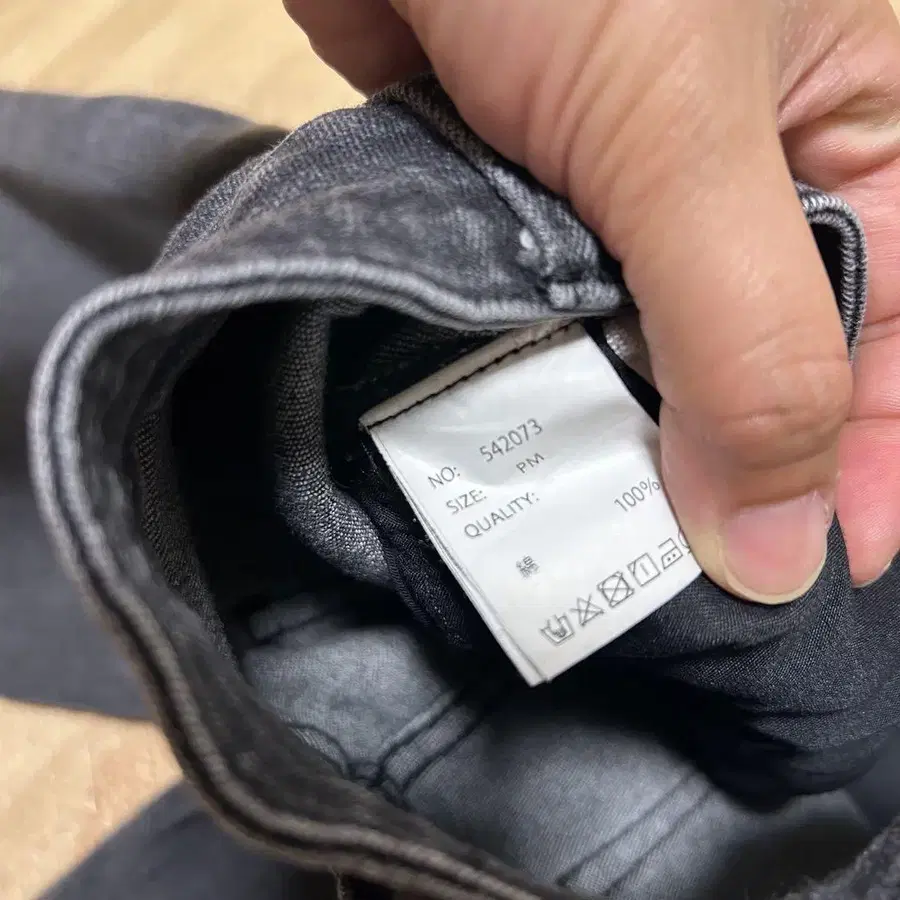 NO: 542073
SIZE: PM
QUALITY:
綿 100%